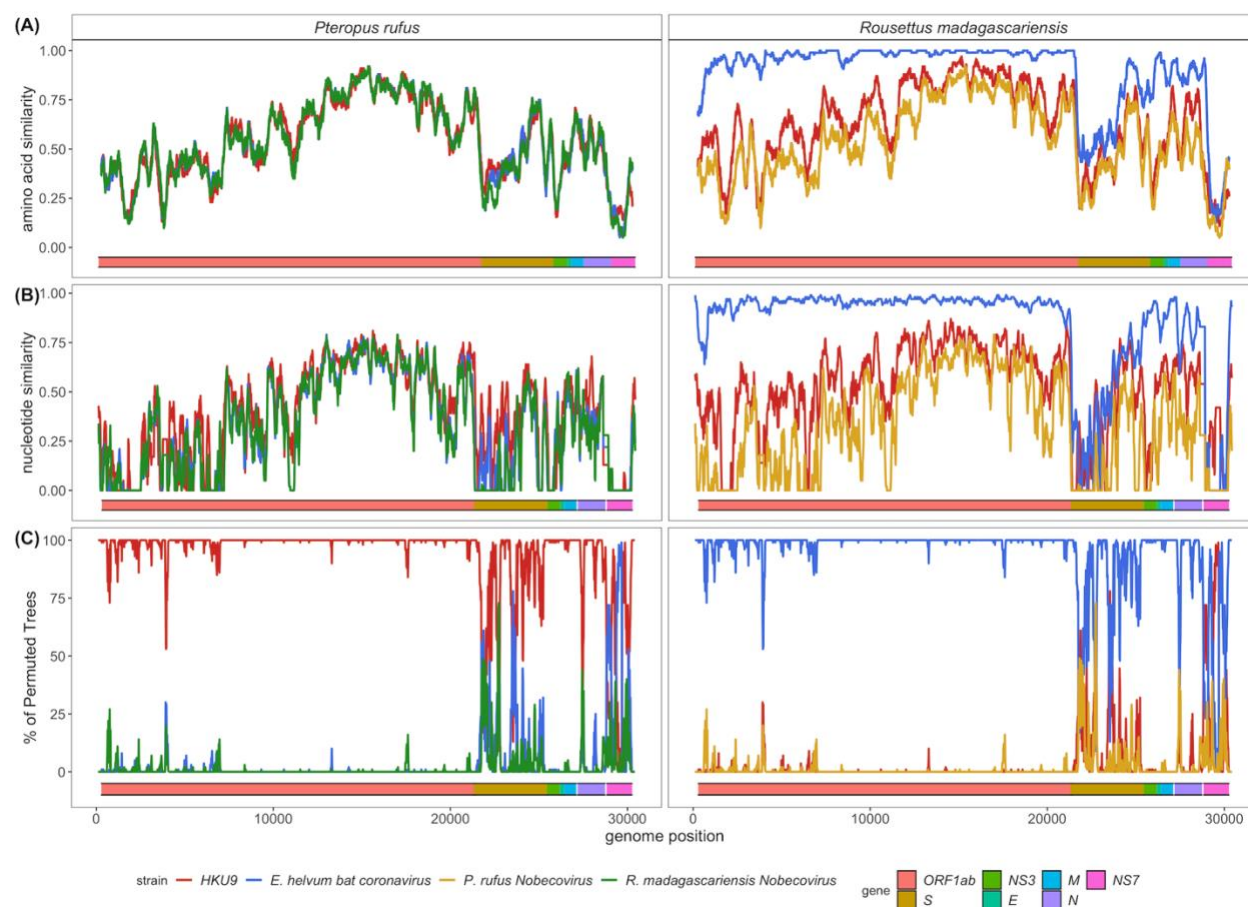 (A)
Pteropus rufus
Rousettus madagascariensis
amino acid similarity
1.00
0.75
0.50
0.25
0.00
(B)
nucleotide similarity
1.00
0.75
0.50
0.25
0.00
(C)
% of Permuted Trees
100
75
50
25
0
0 10000 20000 30000 0 10000 20000 30000
genome position
strain HKU9 E. helvum bat coronavirus P. rufus Nobecovirus R. madagascariensis Nobecovirus
gene ORF1ab NS3 M NS7
S E N